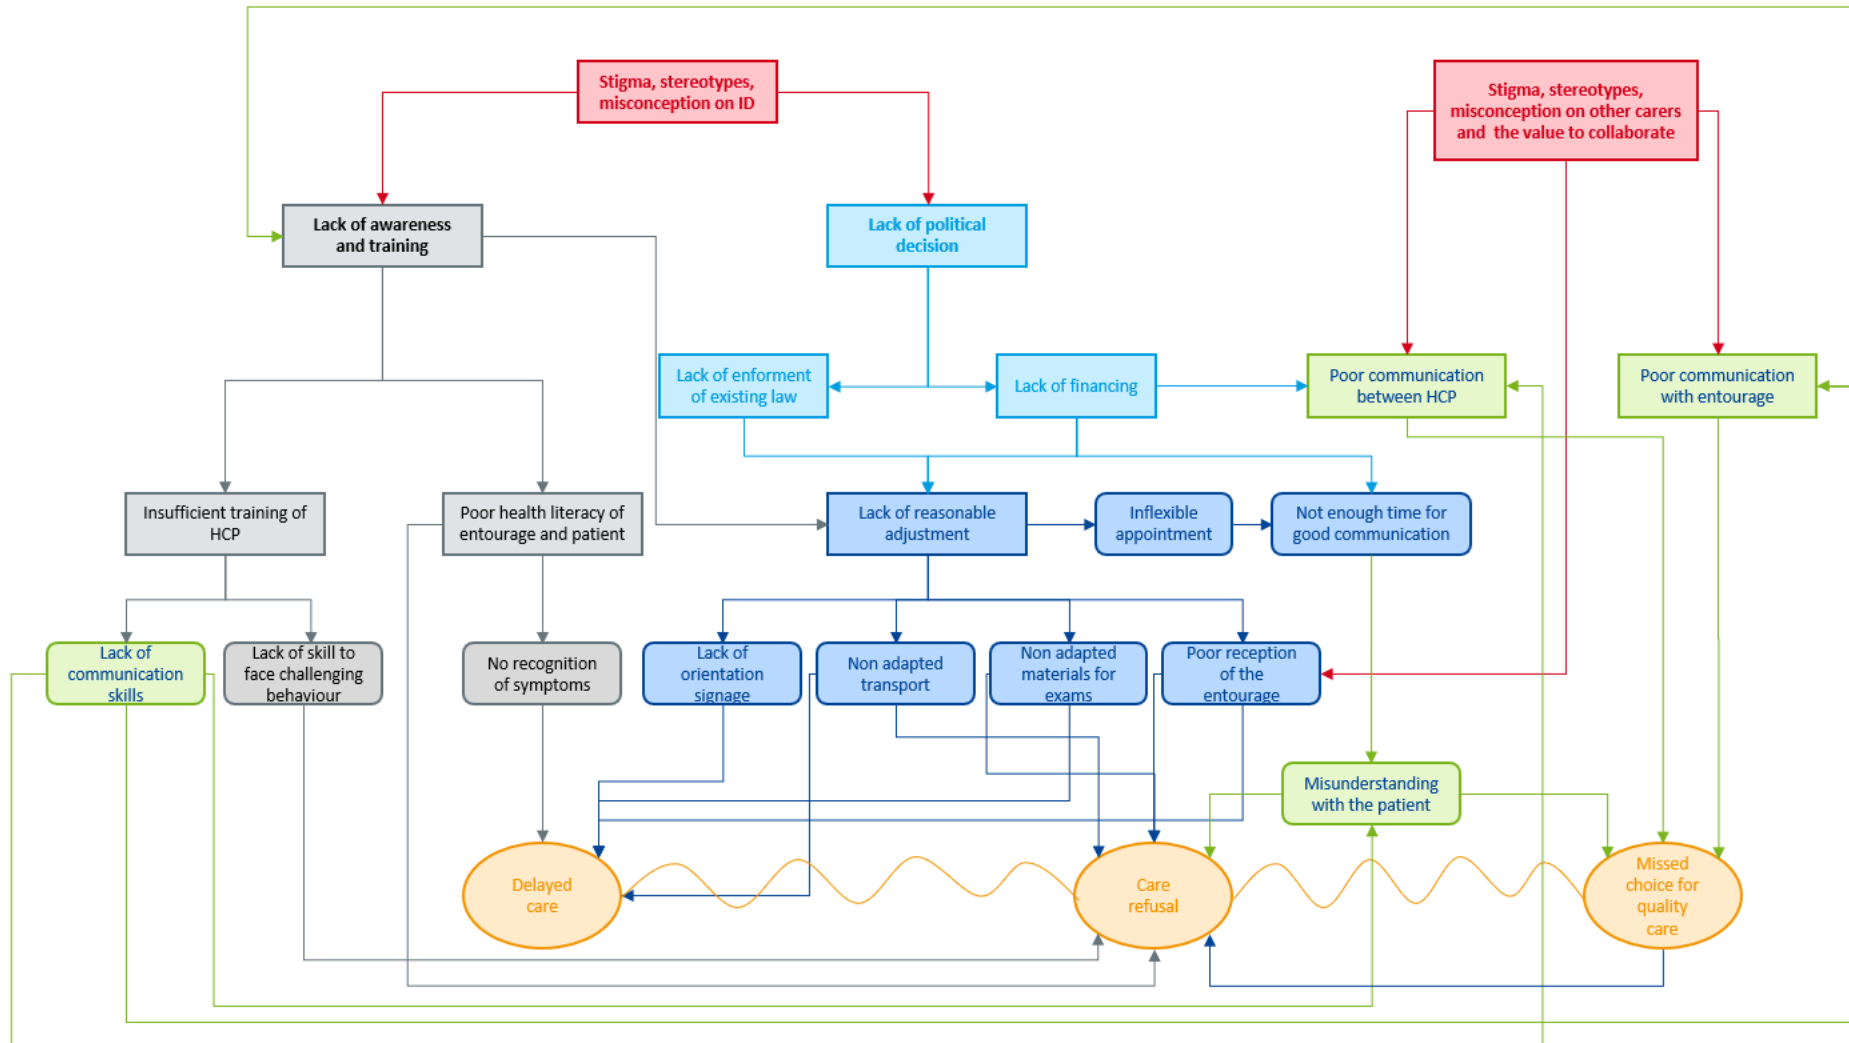 Stigma, stereotypes,
misconception on ID
Stigma, stereotypes,
misconception on other carers
and the value to collaborate
Lack of awareness
and training
Lack of political
decision
Lack of enforment
of existing law
Lack of financing
Poor communication
between HCP
Poor communication
with entourage
Insufficient training of
HCP
Poor health literacy of
entourage and patient
Lack of reasonable
adjustment
Inflexible
appointment
Not enough time for
good communication
Lack of
communication
skills
Lack of skill to
face challenging
behaviour
No recognition
of symptoms
Lack of
orientation
signage
Non adapted
transport
Non adapted
materials for
exams
Poor reception
of the
entourage
Misunderstanding
with the patient
Delayed
care
Care
refusal
Missed
choice for
quality
care